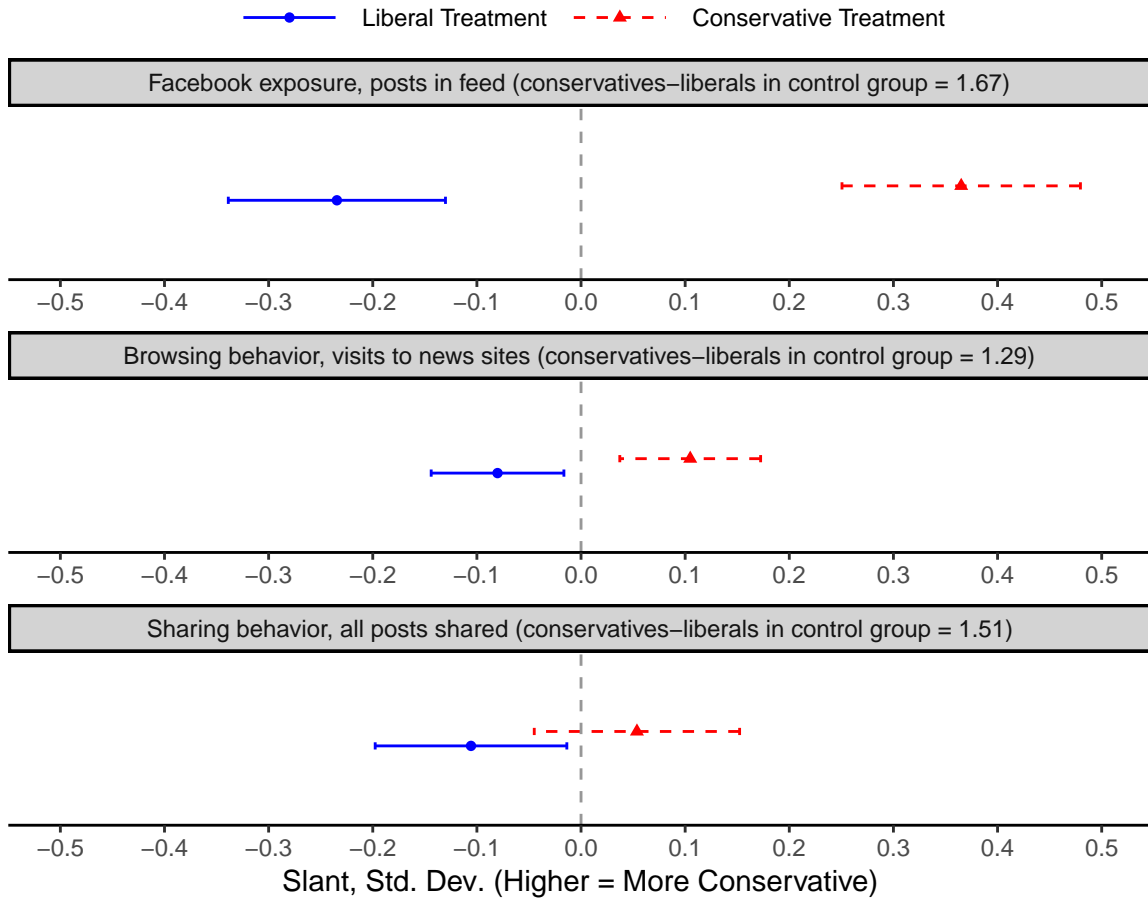 Liberal Treatment Conservative Treatment
Facebook exposure, posts in feed (conservatives−liberals in control group = 1.67)
−0.5 −0.4 −0.3 −0.2 −0.1 0.0 0.1 0.2 0.3 0.4 0.5
Browsing behavior, visits to news sites (conservatives−liberals in control group = 1.29)
−0.5 −0.4 −0.3 −0.2 −0.1 0.0 0.1 0.2 0.3 0.4 0.5
Sharing behavior, all posts shared (conservatives−liberals in control group = 1.51)
−0.5 −0.4 −0.3 −0.2 −0.1 0.0 0.1 0.2 0.3 0.4 0.5
Slant, Std. Dev. (Higher = More Conservative)